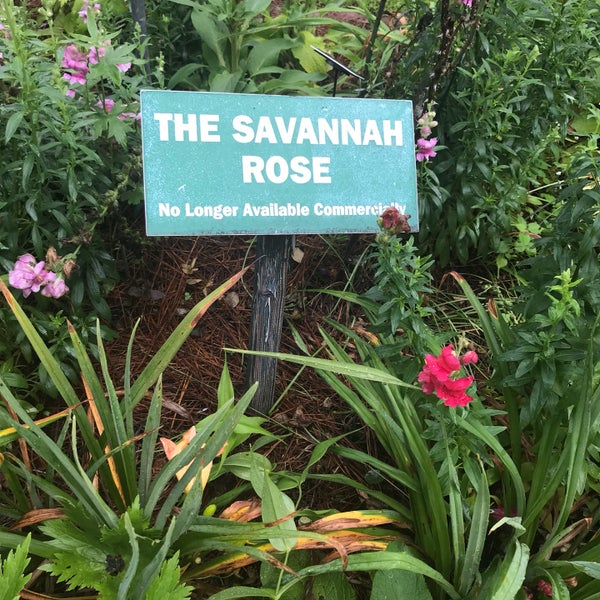 THE SAVANNAH
ROSE
No Longer Available Commercially